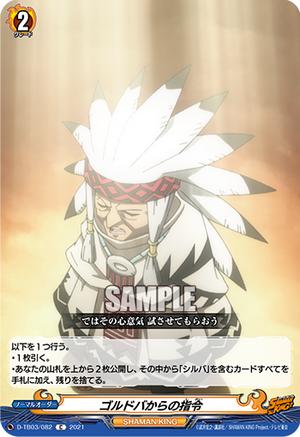 2
グレード
SAMPLE
ではその心意気 試させてもらおう
以下を1つ行う。
・1枚引く。
・あなたの山札を上から2枚公開し、その中から「シルバ」を含むカードすべてを
手札に加え、残りを捨てる。
ノーマルオーダー
ゴルドバからの指令
D-TB03/082 C 2021
SHAMAN KING
SHAMAN KING